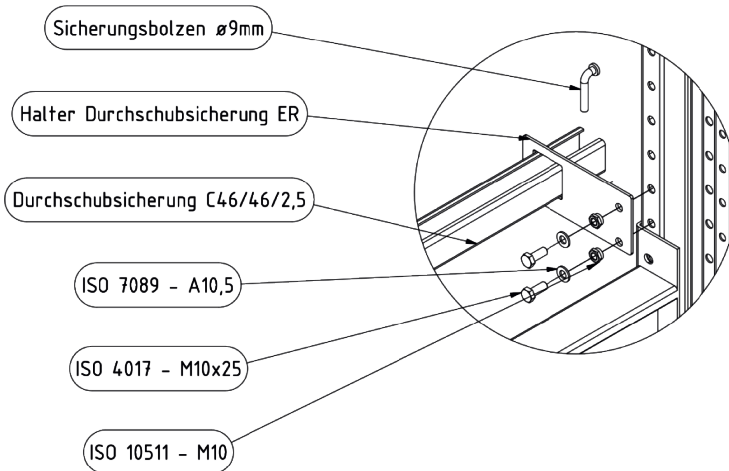 Sicherungsbolzen ø9mm
Halter Durchschubsicherung ER
Durchschubsicherung C46/46/2,5
ISO 7089 - A10,5
ISO 4017 - M10x25
ISO 10511 - M10